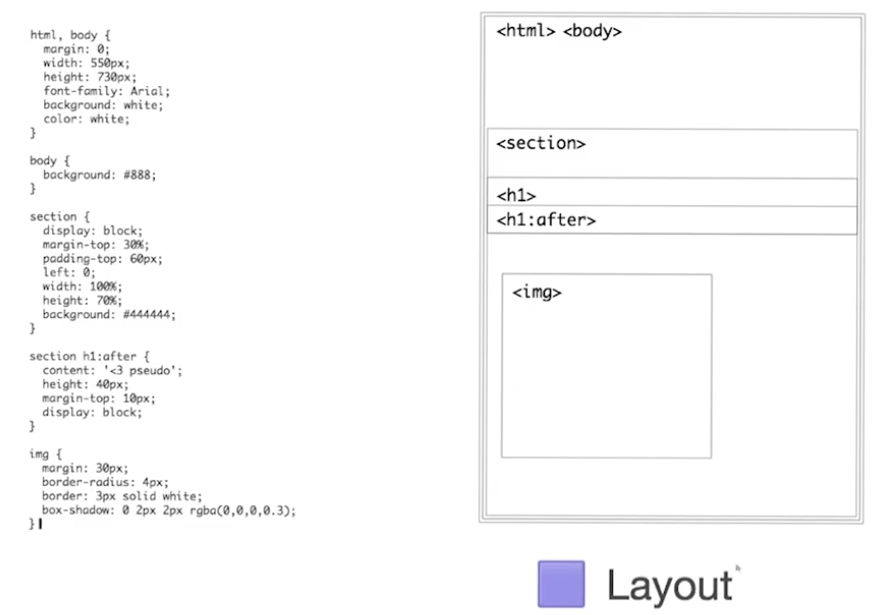 html, body {
margin: 0;
width: 550px;
height: 730px;
font-family: Arial;
background: white;
color: white;
}
body {
background: #888;
}
section {
display: block;
margin-top: 30%;
padding-top: 60px;
left: 0;
width: 100%;
height: 70%;
background: #444444;
}
section h1:after {
content: '<3 pseudo';
height: 40px;
margin-top: 10px;
display: block;
}
img {
margin: 30px;
border-radius: 4px;
border: 3px solid white;
box-shadow: 0 2px 2px rgba(0,0,0,0.3);
}
<html> <body>
<section>
<h1>
<h1:after>
<img>
Layout